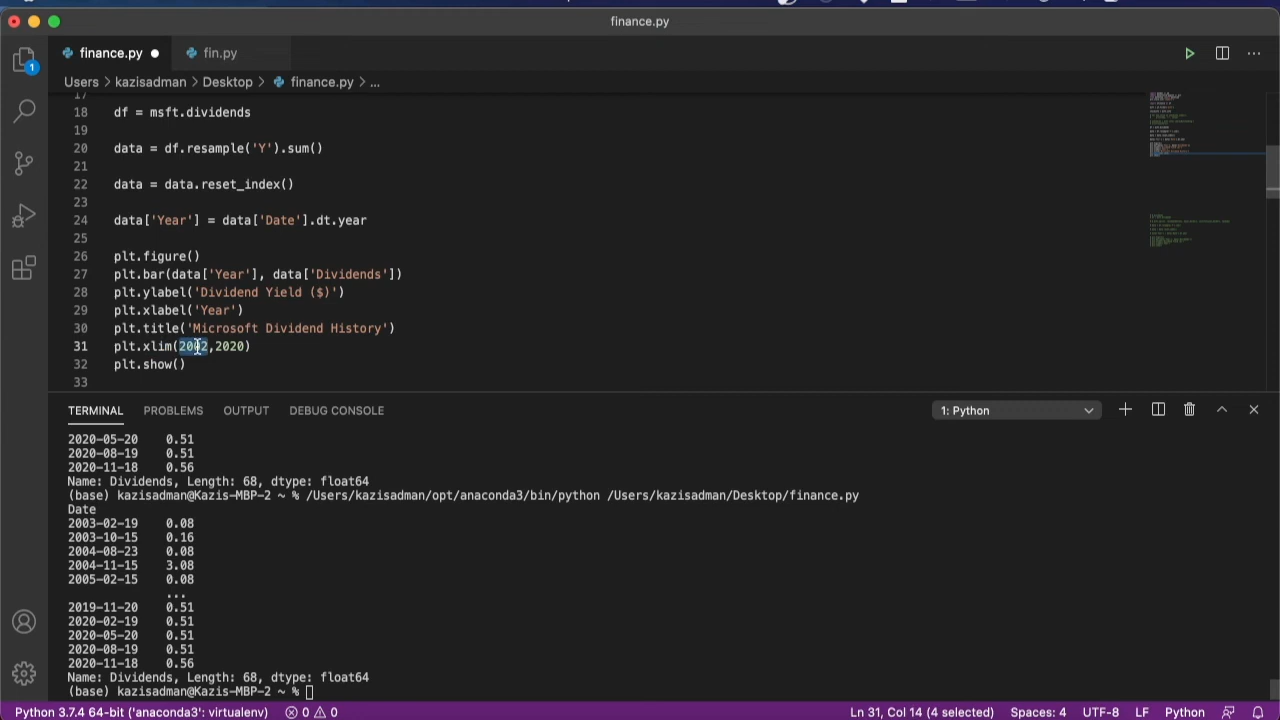 finance.py
finance.py
fin.py
Users > kazisadman > Desktop > finance.py > ...
1
17
18 df = msft.dividends
19
20 data = df.resample('Y').sum()
21
22 data = data.reset_index()
23
24 data['Year'] = data['Date'].dt.year
25
26 plt.figure()
27 plt.bar(data['Year'], data['Dividends'])
28 plt.ylabel('Dividend Yield ($)')
29 plt.xlabel('Year')
30 plt.title('Microsoft Dividend History')
31 plt.xlim(2002,2020)
32 plt.show()
33
TERMINAL PROBLEMS OUTPUT DEBUG CONSOLE 1: Python
2020-05-20 0.51
2020-08-19 0.51
2020-11-18 0.56
Name: Dividends, Length: 68, dtype: float64
(base) kazisadman@Kazis-MBP-2 ~ % /Users/kazisadman/opt/anaconda3/bin/python /Users/kazisadman/Desktop/finance.py
Date
2003-02-19 0.08
2003-10-15 0.16
2004-08-23 0.08
2004-11-15 3.08
2005-02-15 0.08
...
2019-11-20 0.51
2020-02-19 0.51
2020-05-20 0.51
2020-08-19 0.51
2020-11-18 0.56
Name: Dividends, Length: 68, dtype: float64
(base) kazisadman@Kazis-MBP-2 ~ %
Python 3.7.4 64-bit ('anaconda3': virtualenv) 0 0 Ln 31, Col 14 (4 selected) Spaces: 4 UTF-8 LF Python